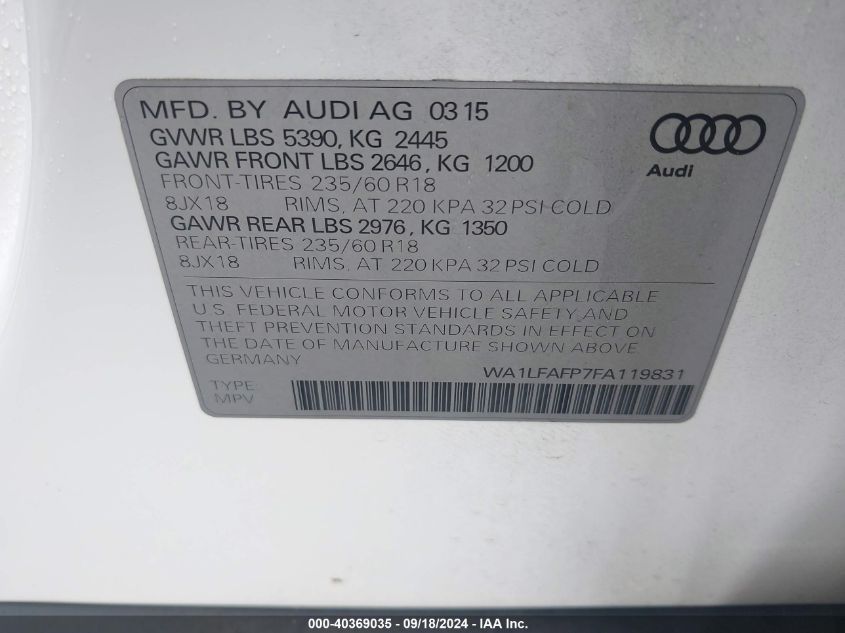 MFD. BY AUDI AG 03 15
GVWR LBS 5390, KG 2445
GAWR FRONT LBS 2646, KG 1200
FRONT-TIRES 235/60 R18
8JX18 RIMS, AT 220 KPA 32 PSI COLD
GAWR REAR LBS 2976, KG 1350
REAR-TIRES 235/60 R18
8JX18 RIMS, AT 220 KPA 32 PSI COLD
Audi
THIS VEHICLE CONFORMS TO ALL APPLICABLE
U.S. FEDERAL MOTOR VEHICLE SAFETY AND
THEFT PREVENTION STANDARDS IN EFFECT ON
THE DATE OF MANUFACTURE SHOWN ABOVE
GERMANY
WA1LFAFP7FA119831
TYPE:
MPV
000-40369035 - 09/18/2024 - IAA Inc.